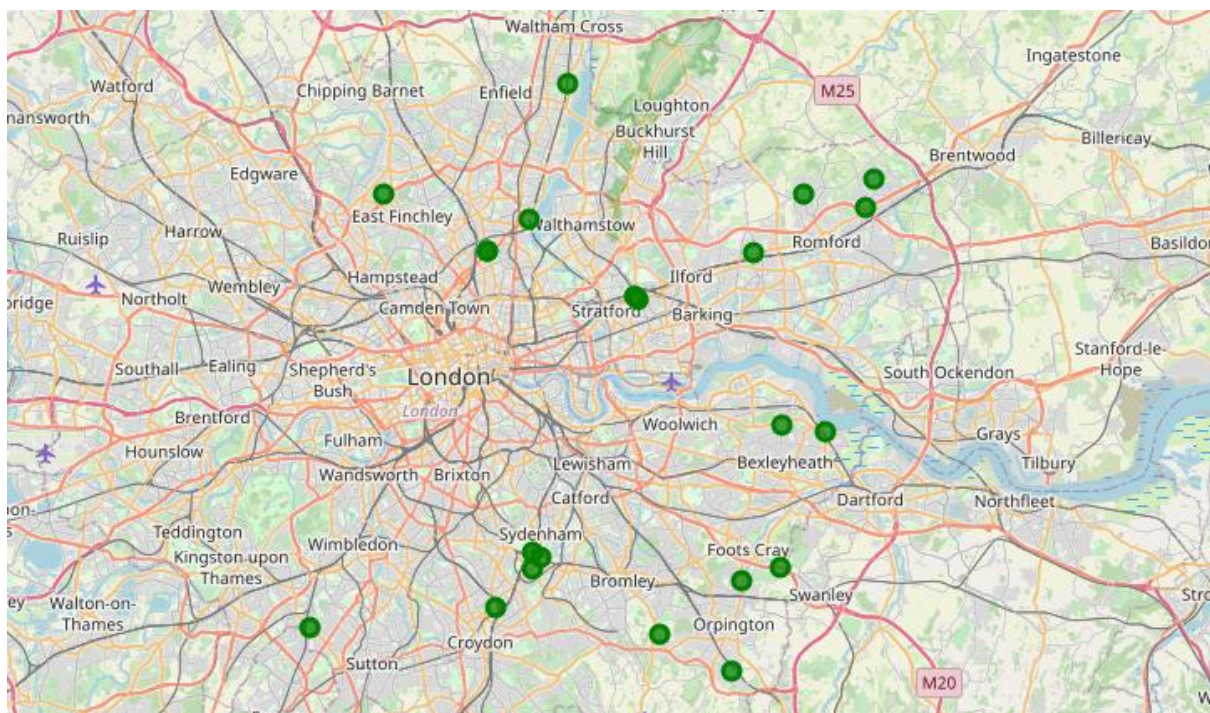 Waltham Cross
Ingatestone
Watford
Chipping Barnet
Enfield
M25
Loughton
Buckhurst
Hill
Billericay
Brentwood
Edgware
East Finchley
Walthamstow
Ruislip
Harrow
Romford
Basildon
Hampstead
Ilford
Wembley
Northolt
Camden Town
Stratford
Barking
Southall
Ealing
Shepherd's
Bush
London
South Ockendon
Stanford-le-
Hope
London
Brentford
Woolwich
Fulham
Grays
Hounslow
Wandsworth
Brixton
Lewisham
Bexleyheath
Tilbury
Catford
Dartford
Northfleet
Teddington
Sydenham
Wimbledon
Kingston upon
Thames
Foots Cray
Bromley
Swanley
Walton-on-
Thames
Orpington
Croydon
Sutton
M20